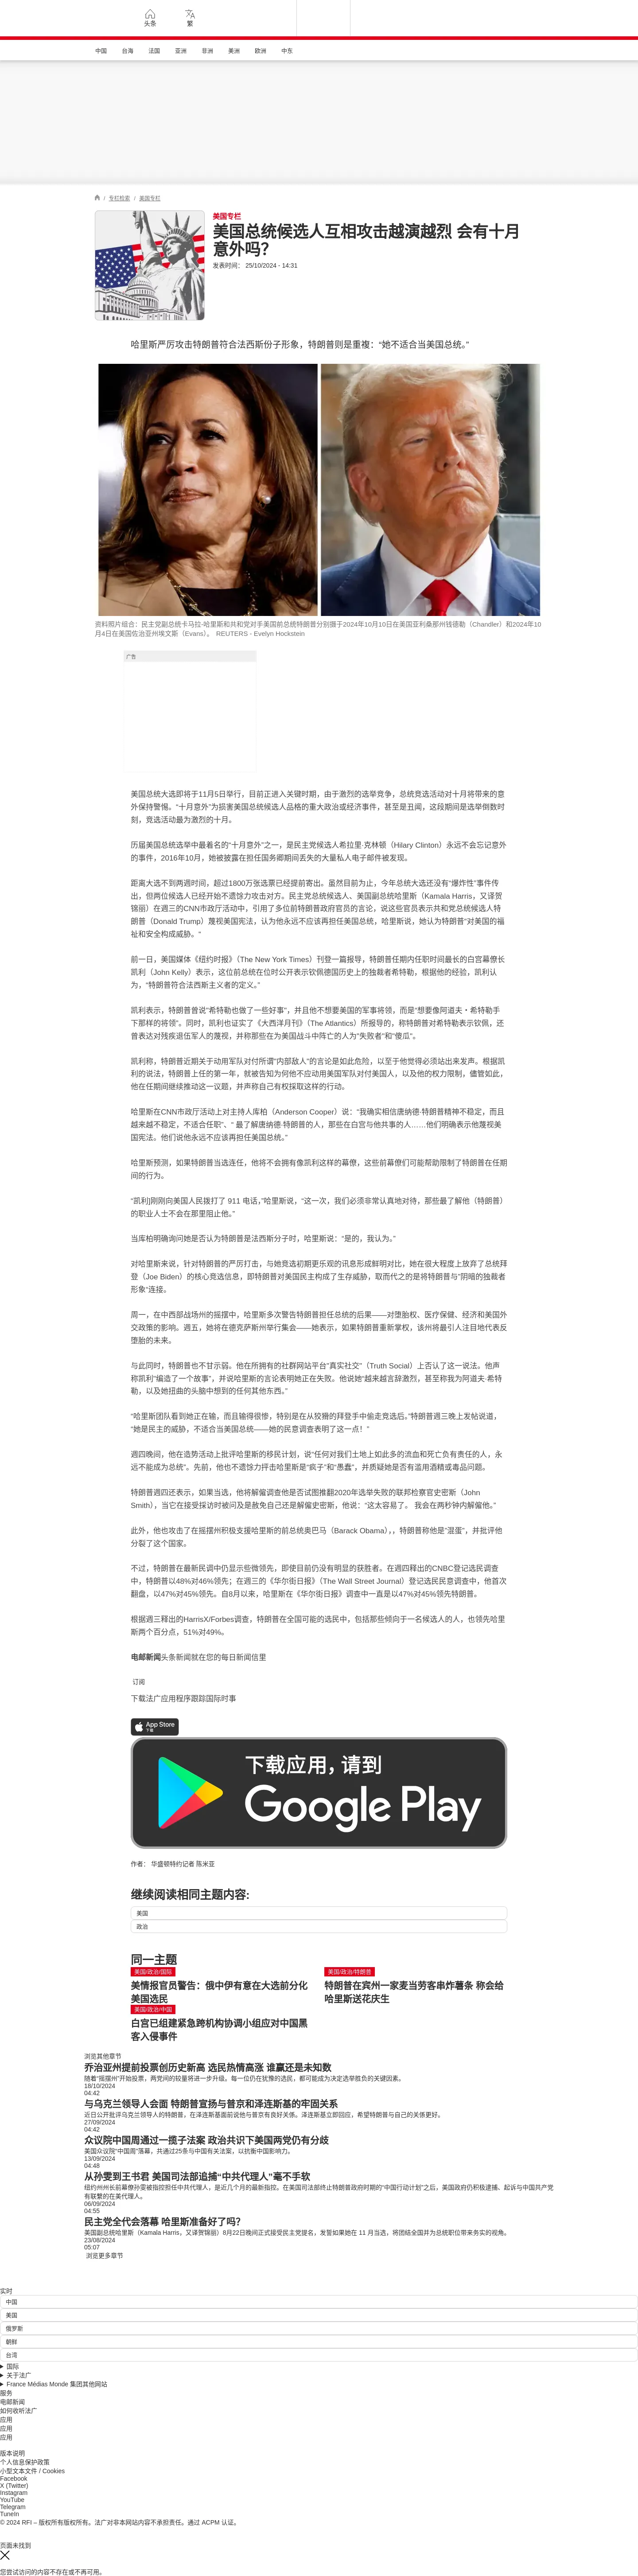 头条
繁
中国 台海 法国 亚洲 非洲 美洲 欧洲 中东
/ 专栏检索 / 美国专栏
美国专栏
美国总统候选人互相攻击越演越烈 会有十月
意外吗?
发表时间： 25/10/2024 - 14:31
哈里斯严厉攻击特朗普符合法西斯份子形象，特朗普则是重複：“她不适合当美国总统。”
资料照片组合：民主党副总统卡马拉-哈里斯和共和党对手美国前总统特朗普分别摄于2024年10月10日在美国亚利桑那州钱德勒（Chandler）和2024年10
月4日在美国佐治亚州埃文斯（Evans）。 REUTERS - Evelyn Hockstein
广告
美国总统大选即将于11月5日举行，目前正进入关键时期，由于激烈的选举竞争，总统竞选活动对十月将带来的意
外保持警惕。“十月意外”为损害美国总统候选人品格的重大政治或经济事件，甚至是丑闻，这段期间是选举倒数时
刻，竞选活动最为激烈的十月。
历届美国总统选举中最著名的“十月意外”之一，是民主党候选人希拉里·克林顿（Hilary Clinton）永远不会忘记意外
的事件，2016年10月，她被披露在担任国务卿期间丢失的大量私人电子邮件被发现。
距离大选不到两週时间，超过1800万张选票已经提前寄出。虽然目前为止，今年总统大选还没有“爆炸性”事件传
出，但两位候选人已经开始不遗馀力攻击对方。民主党总统候选人、美国副总统哈里斯（Kamala Harris，又译贺
锦丽）在週三的CNN市政厅活动中，引用了多位前特朗普政府官员的言论，说这些官员表示共和党总统候选人特
朗普（Donald Trump）蔑视美国宪法，认为他永远不应该再担任美国总统，哈里斯说，她认为特朗普“对美国的福
祉和安全构成威胁。”
前一日，美国媒体《纽约时报》（The New York Times）刊登一篇报导，特朗普任期内任职时间最长的白宫幕僚长
凯利（John Kelly）表示，这位前总统在位时公开表示钦佩德国历史上的独裁者希特勒，根据他的经验，凯利认
为，“特朗普符合法西斯主义者的定义。”
凯利表示，特朗普曾说“希特勒也做了一些好事”，并且他不想要美国的军事将领，而是“想要像阿道夫・希特勒手
下那样的将领”。同时，凯利也证实了《大西洋月刊》（The Atlantics）所报导的，称特朗普对希特勒表示钦佩，还
曾表达对残疾退伍军人的蔑视，并称那些在为美国战斗中阵亡的人为“失败者”和“傻瓜”。
凯利称，特朗普近期关于动用军队对付所谓“内部敌人”的言论是如此危险，以至于他觉得必须站出来发声。根据凯
利的说法，特朗普上任的第一年，就被告知为何他不应动用美国军队对付美国人，以及他的权力限制，儘管如此，
他在任期间继续推动这一议题，并声称自己有权採取这样的行动。
哈里斯在CNN市政厅活动上对主持人库柏（Anderson Cooper）说：“我确实相信唐纳德·特朗普精神不稳定，而且
越来越不稳定，不适合任职”、“ 最了解唐纳德·特朗普的人，那些在白宫与他共事的人……他们明确表示他蔑视美
国宪法。他们说他永远不应该再担任美国总统。”
哈里斯预测，如果特朗普当选连任，他将不会拥有像凯利这样的幕僚，这些前幕僚们可能帮助限制了特朗普在任期
间的行为。
“凯利]刚刚向美国人民拨打了 911 电话，”哈里斯说，“这一次，我们必须非常认真地对待，那些最了解他（特朗普）
的职业人士不会在那里阻止他。”
当库柏明确询问她是否认为特朗普是法西斯分子时，哈里斯说：“是的，我认为。”
对哈里斯来说，针对特朗普的严厉打击，与她竞选初期更乐观的讯息形成鲜明对比，她在很大程度上放弃了总统拜
登（Joe Biden）的核心竞选信息，即特朗普对美国民主构成了生存威胁，取而代之的是将特朗普与“阴暗的独裁者
形象“连接。
周一，在中西部战场州的摇摆中，哈里斯多次警告特朗普担任总统的后果——对堕胎权、医疗保健、经济和美国外
交政策的影响。週五，她将在德克萨斯州举行集会——她表示，如果特朗普重新掌权，该州将最引人注目地代表反
堕胎的未来。
与此同时，特朗普也不甘示弱。他在所拥有的社群网站平台“真实社交”（Truth Social）上否认了这一说法。他声
称凯利“编造了一个故事”，并说哈里斯的言论表明她正在失败。他说她“越来越言辞激烈，甚至称我为阿道夫·希特
勒，以及她扭曲的头脑中想到的任何其他东西。”
“哈里斯团队看到她正在输，而且输得很惨，特别是在从狡猾的拜登手中偷走竞选后。”特朗普週三晚上发帖说道，
“她是民主的威胁，不适合当美国总统——她的民意调查表明了这一点！”
週四晚间，他在造势活动上批评哈里斯的移民计划，说“任何对我们土地上如此多的流血和死亡负有责任的人，永
远不能成为总统”。先前，他也不遗馀力抨击哈里斯是“疯子”和“愚蠢”，并质疑她是否有滥用酒精或毒品问题。
特朗普週四还表示，如果当选，他将解僱调查他是否试图推翻2020年选举失败的联邦检察官史密斯（John
Smith），当它在接受採访时被问及是赦免自己还是解僱史密斯，他说：“这太容易了。 我会在两秒钟内解僱他。”
此外，他也攻击了在摇摆州积极支援哈里斯的前总统奥巴马（Barack Obama），，特朗普称他是“混蛋”，并批评他
分裂了这个国家。
不过，特朗普在最新民调中仍显示些微领先，即使目前仍没有明显的获胜者。在週四释出的CNBC登记选民调查
中，特朗普以48%对46%领先；在週三的《华尔街日报》（The Wall Street Journal）登记选民民意调查中，他首次
翻盘，以47%对45%领先。自8月以来，哈里斯在《华尔街日报》调查中一直是以47%对45%领先特朗普。
根据週三释出的HarrisX/Forbes调查，特朗普在全国可能的选民中，包括那些倾向于一名候选人的人，也领先哈里
斯两个百分点，51%对49%。
电邮新闻头条新闻就在您的每日新闻信里
订阅
下载法广应用程序跟踪国际时事
App Store
下载
下载应用，请到
Google Play
作者： 华盛顿特约记者 陈米亚
继续阅读相同主题内容:
美国
政治
同一主题
美国/政治/国际
美情报官员警告：俄中伊有意在大选前分化
美国选民
美国/政治/特朗普
特朗普在宾州一家麦当劳客串炸薯条 称会给
哈里斯送花庆生
美国/政治/中国
白宫已组建紧急跨机构协调小组应对中国黑
客入侵事件
浏览其他章节
乔治亚州提前投票创历史新高 选民热情高涨 谁赢还是未知数
随着“摇摆州”开始投票，两党间的较量将进一步升级。每一位仍在犹豫的选民，都可能成为决定选举胜负的关键因素。
18/10/2024
04:42
与乌克兰领导人会面 特朗普宣扬与普京和泽连斯基的牢固关系
近日公开批评乌克兰领导人的特朗普，在泽连斯基面前说他与普京有良好关係。泽连斯基立即回应，希望特朗普与自己的关係更好。
27/09/2024
04:42
众议院中国周通过一揽子法案 政治共识下美国两党仍有分歧
美国众议院“中国周”落幕，共通过25条与中国有关法案，以抗衡中国影响力。
13/09/2024
04:48
从孙雯到王书君 美国司法部追捕“中共代理人”毫不手软
纽约州州长前幕僚孙雯被指控担任中共代理人，是近几个月的最新指控。在美国司法部终止特朗普政府时期的“中国行动计划”之后，美国政府仍积极逮捕、起诉与中国共产党
有联繫的在美代理人。
06/09/2024
04:55
民主党全代会落幕 哈里斯准备好了吗?
美国副总统哈里斯（Kamala Harris，又译贺锦丽）8月22日晚间正式接受民主党提名，发誓如果她在 11 月当选，将团结全国并为总统职位带来务实的视角。
23/08/2024
05:07
浏览更多章节
实时
中国
美国
俄罗斯
朝鲜
台湾
国际
关于法广
France Médias Monde 集团其他网站
服务
电邮新闻
如何收听法广
应用
应用
应用
版本说明
个人信息保护政策
小型文本文件 / Cookies
Facebook
X (Twitter)
Instagram
YouTube
Telegram
TuneIn
© 2024 RFI – 版权所有版权所有。法广对非本网站内容不承担责任。通过 ACPM 认证。
页面未找到
您尝试访问的内容不存在或不再可用。